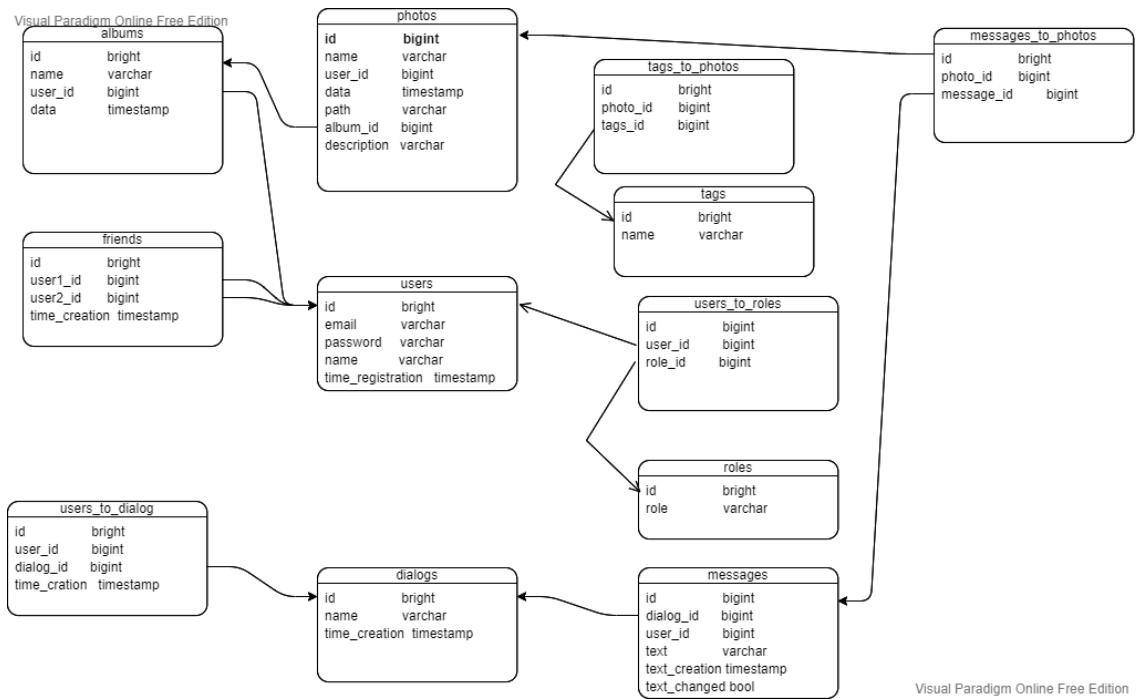 Visual Paradigm Online Free Edition
albums
id bright
name varchar
user_id bigint
data timestamp
photos
id bigint
name varchar
user_id bigint
data timestamp
path varchar
album_id bigint
description varchar
tags_to_photos
id bright
photo_id bigint
tags_id bigint
messages_to_photos
id bright
photo_id bigint
message_id bigint
tags
id bright
name varchar
friends
id bright
user1_id bigint
user2_id bigint
time_creation timestamp
users
id bright
email varchar
password varchar
name varchar
time_registration timestamp
users_to_roles
id bigint
user_id bigint
role_id bigint
roles
id bright
role varchar
users_to_dialog
id bright
user_id bigint
dialog_id bigint
time_cration timestamp
dialogs
id bright
name varchar
time_creation timestamp
messages
id bigint
dialog_id bigint
user_id bigint
text varchar
text_creation timestamp
text_changed bool
Visual Paradigm Online Free Edition